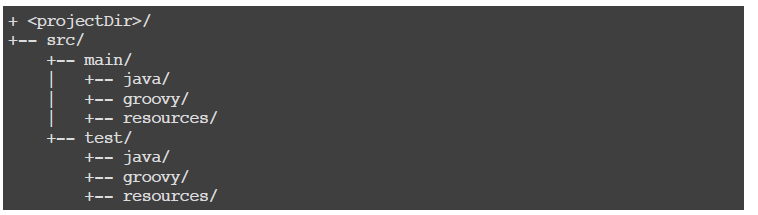 + <projectDir>/
+-- src/
    +-- main/
    |   +-- java/
    |   +-- groovy/
    |   +-- resources/
    +-- test/
        +-- java/
        +-- groovy/
        +-- resources/